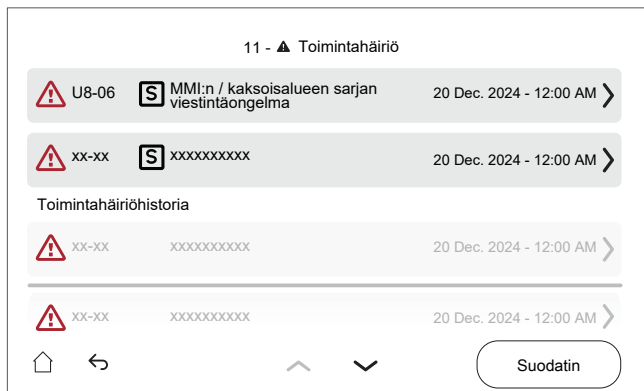 11 - Toimintahäiriö
U8-06 S MMI:n / kaksoisalueen sarjan
viestintäongelma 20 Dec. 2024 - 12:00 AM
xx-xx S xxxxxxxxxx 20 Dec. 2024 - 12:00 AM
Toimintahäiriöhistoria
xx-xx xxxxxxxxxx 20 Dec. 2024 - 12:00 AM
xx-xx xxxxxxxxxx 20 Dec. 2024 - 12:00 AM
Suodatin